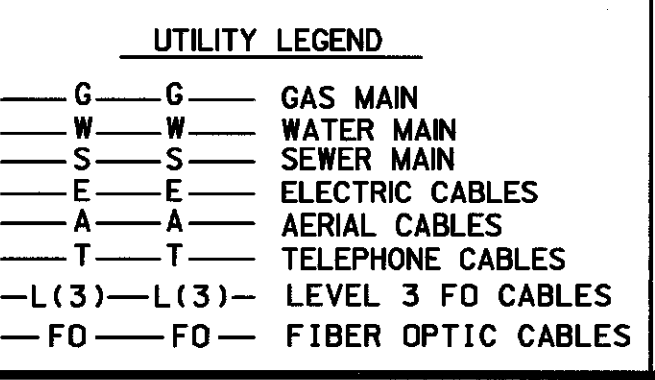 UTILITY LEGEND
G G GAS MAIN
W W WATER MAIN
S S SEWER MAIN
E E ELECTRIC CABLES
A A AERIAL CABLES
T T TELEPHONE CABLES
L(3) L(3) LEVEL 3 FO CABLES
FO FO FIBER OPTIC CABLES